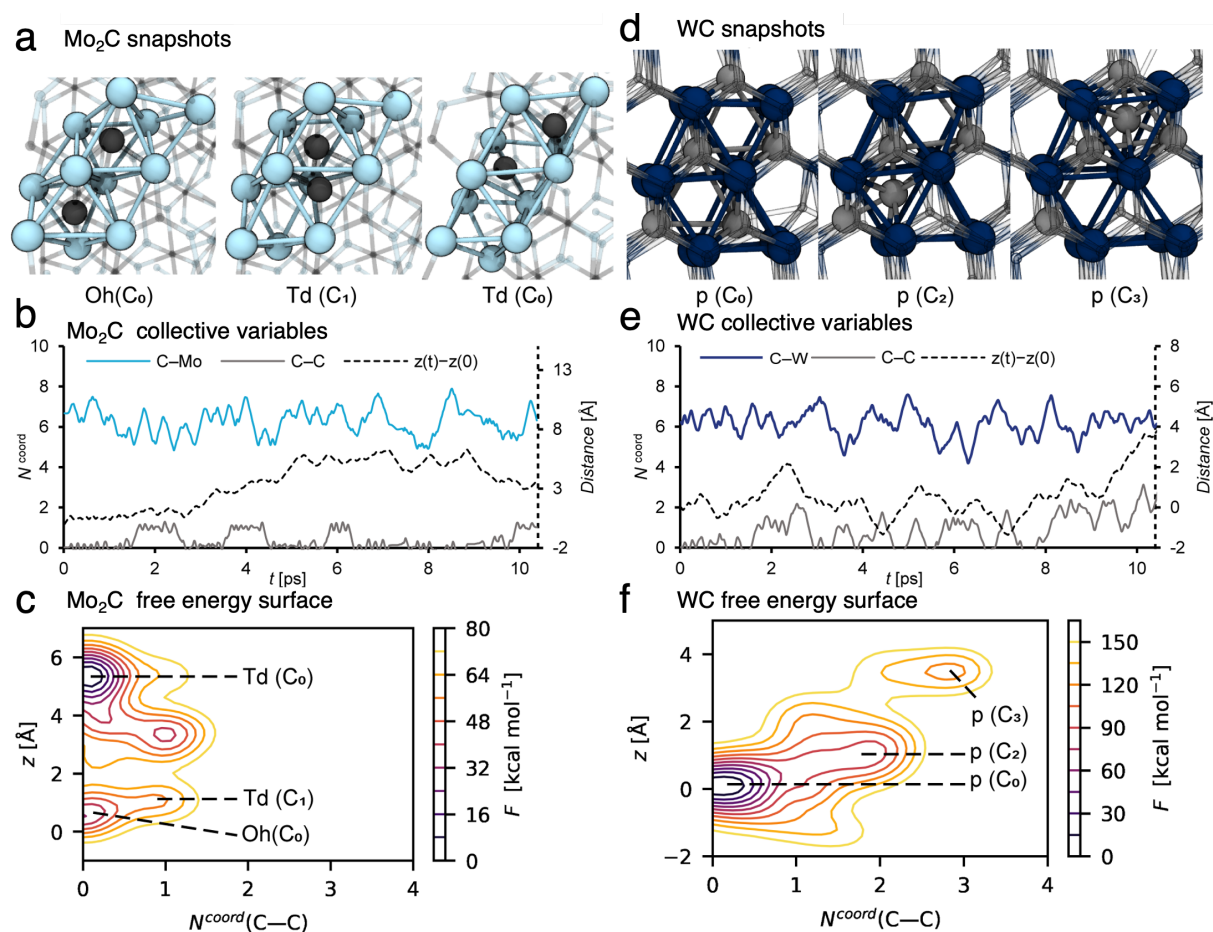 a Mo₂C snapshots
Oh(C₀) Td (C₁) Td (C₀)
b Mo₂C collective variables
C–Mo C–C z(t)–z(0)
10
8
6
4
2
0
N coord
13
8
3
-2
Distance [Å]
0 2 4 6 8 10
t [ps]
c Mo₂C free energy surface
6
4
2
0
z [Å]
Td (C₀)
Td (C₁)
Oh(C₀)
0 1 2 3 4
N coord (C—C)
80
64
48
32
16
0
F [kcal mol⁻¹]
d WC snapshots
p (C₀) p (C₂) p (C₃)
e WC collective variables
C–W C–C z(t)–z(0)
10
8
6
4
2
0
N coord
8
6
4
2
0
-2
Distance [Å]
0 2 4 6 8 10
t [ps]
f WC free energy surface
4
2
0
−2
z [Å]
p (C₃)
p (C₂)
p (C₀)
0 1 2 3 4
N coord (C—C)
150
120
90
60
30
0
F [kcal mol⁻¹]